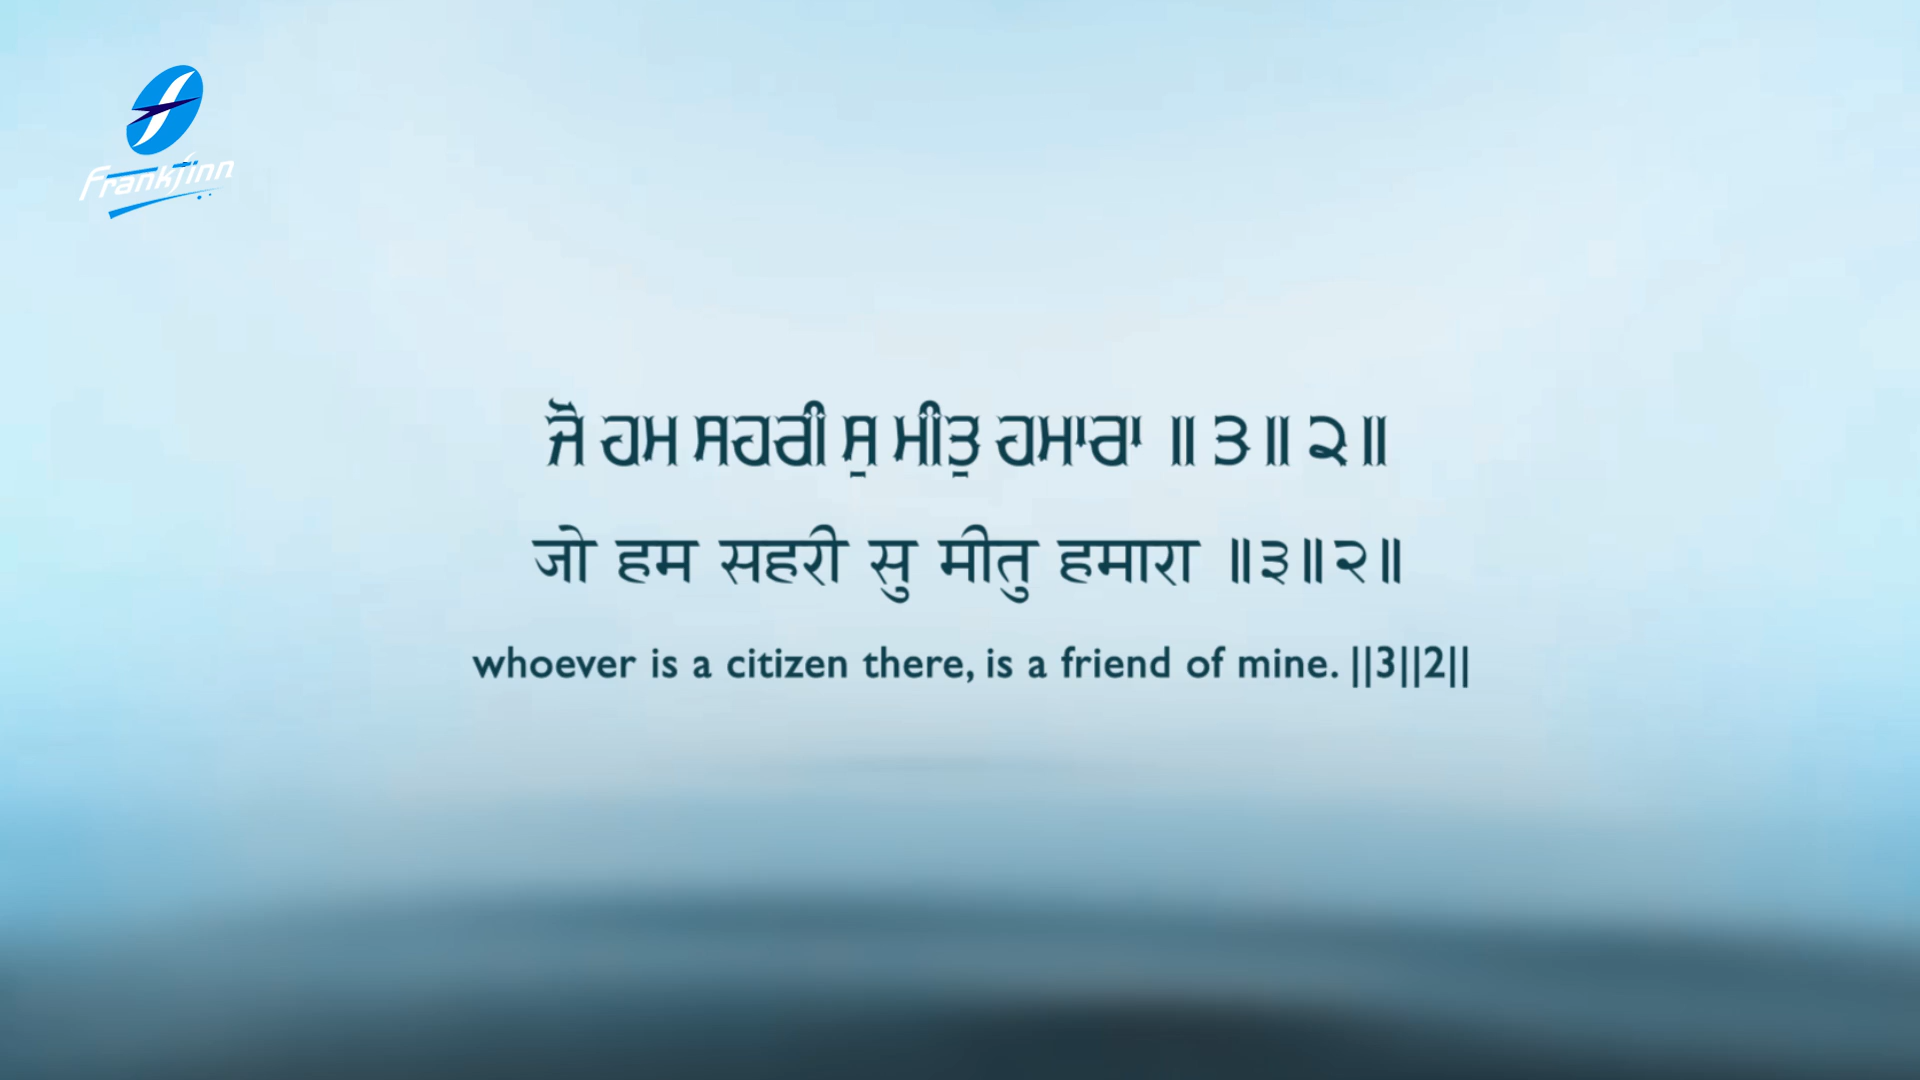 Frankfinn
ਜੋ ਹਮ ਸਹਰੀ ਸੁ ਮੀਤੁ ਹਮਾਰਾ ॥੩॥੨॥
जो हम सहरी सु मीतु हमारा ॥३॥२॥
whoever is a citizen there, is a friend of mine. ||3||2||